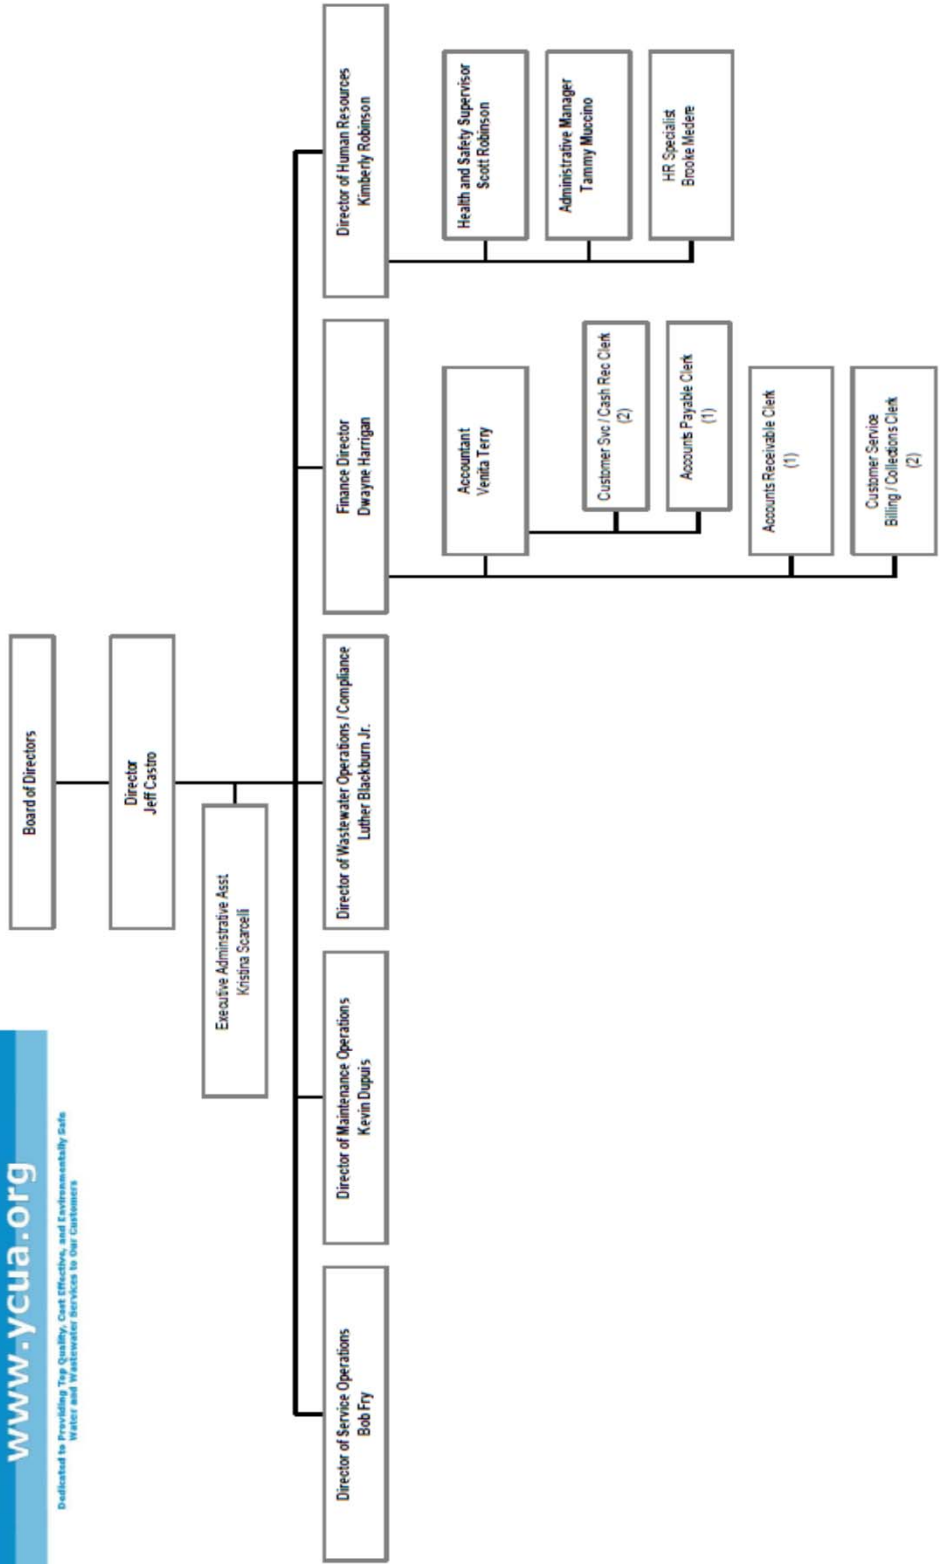 www.ycua.org
Dedicated to Providing Top Quality, Cost Effective, and Environmentally Safe
Water and Wastewater Services to Our Customers
Board of Directors
Director
Jeff Castro
Executive Adminstrative Asst
Kristina Scarcelli
Director of Service Operations
Bob Fry
Director of Maintenance Operations
Kevin Dupuis
Director of Wastewater Operations / Compliance
Luther Blackburn Jr.
Finance Director
Dwayne Harrigan
Director of Human Resources
Kimberly Robinson
Accountant
Venita Terry
Customer Svc / Cash Rec Clerk
(2)
Accounts Payable Clerk
(1)
Accounts Receivable Clerk
(1)
Customer Service
Billing / Collections Clerk
(2)
Health and Safety Supervisor
Scott Robinson
Administrative Manager
Tammy Muccino
HR Specialist
Brooke Medere